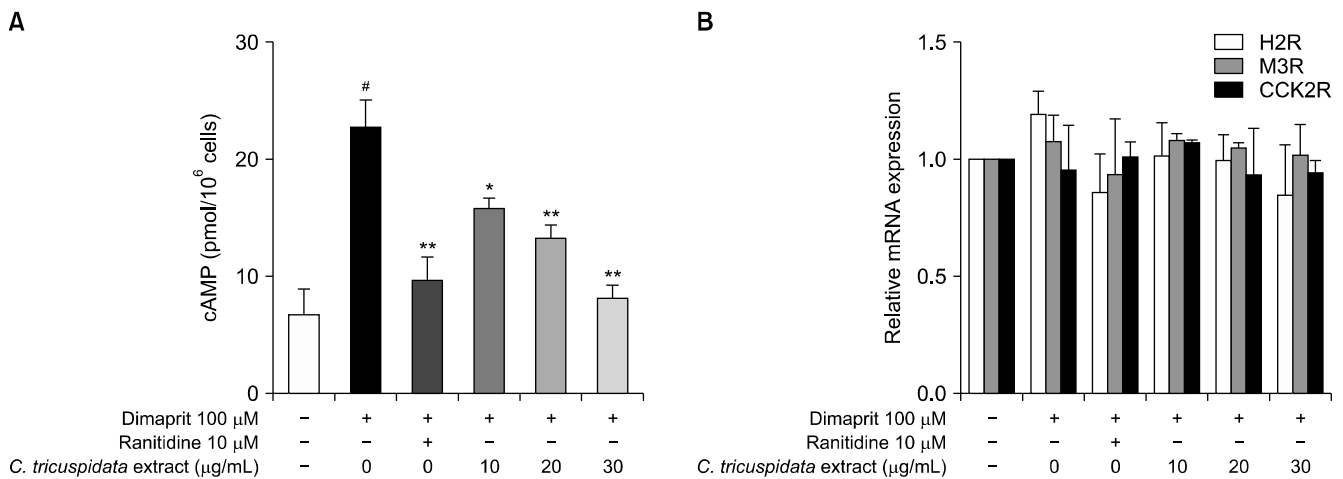 A
cAMP (pmol/10⁶ cells)
30
20
10
0
#
**
*
**
**
Dimaprit 100 μM − + + + + +
Ranitidine 10 μM − − + − − −
C. tricuspidata extract (μg/mL) − 0 0 10 20 30
B
Relative mRNA expression
1.5
1.0
0.5
0.0
H2R
M3R
CCK2R
Dimaprit 100 μM − + + + + +
Ranitidine 10 μM − − + − − −
C. tricuspidata extract (μg/mL) − 0 0 10 20 30